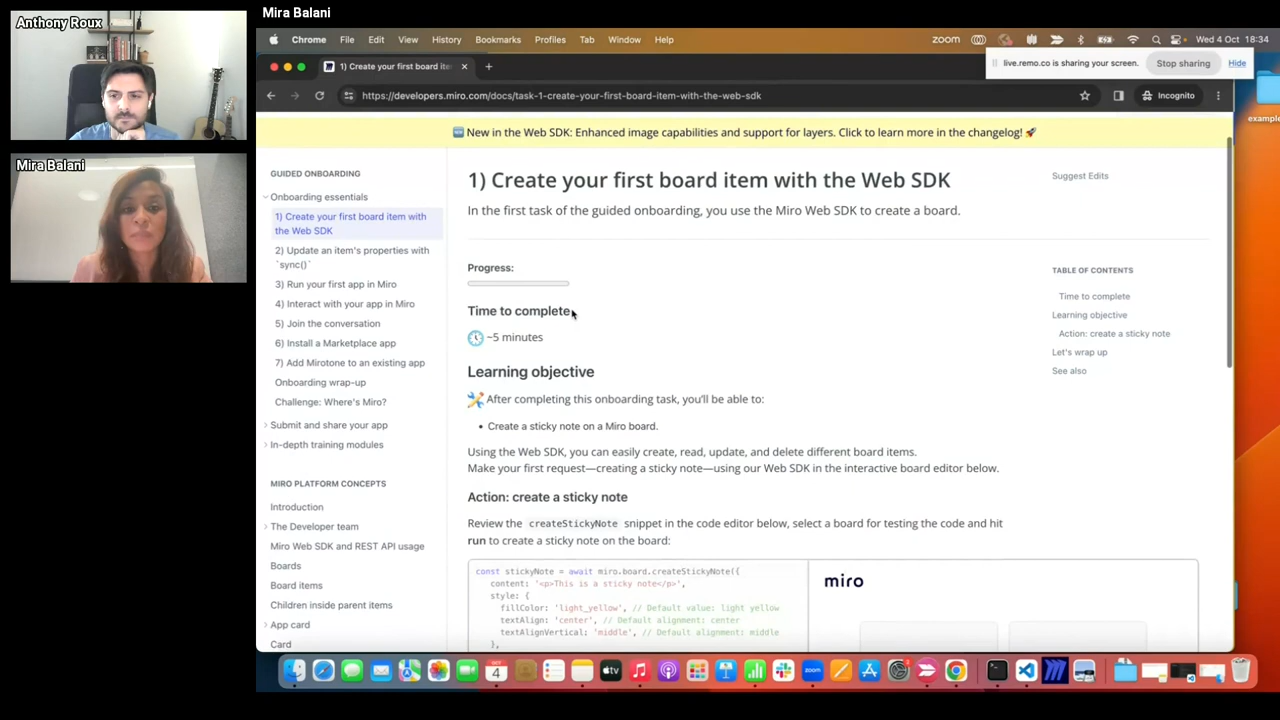 Anthony Roux
Mira Balani
Mira Balani
Chrome File Edit View History Bookmarks Profiles Tab Window Help
zoom
Wed 4 Oct 18:34
live.remo.co is sharing your screen.
Stop sharing
Hide
1) Create your first board ite
https://developers.miro.com/docs/task-1-create-your-first-board-item-with-the-web-sdk
Incognito
example
New in the Web SDK: Enhanced image capabilities and support for layers. Click to learn more in the changelog!
GUIDED ONBOARDING
Onboarding essentials
1) Create your first board item with
the Web SDK
2) Update an item's properties with
`sync()`
3) Run your first app in Miro
4) Interact with your app in Miro
5) Join the conversation
6) Install a Marketplace app
7) Add Mirotone to an existing app
Onboarding wrap-up
Challenge: Where's Miro?
Submit and share your app
In-depth training modules
MIRO PLATFORM CONCEPTS
Introduction
The Developer team
Miro Web SDK and REST API usage
Boards
Board items
Children inside parent items
App card
Card
1) Create your first board item with the Web SDK
In the first task of the guided onboarding, you use the Miro Web SDK to create a board.
Progress:
Time to complete
~5 minutes
Learning objective
After completing this onboarding task, you'll be able to:
• Create a sticky note on a Miro board.
Using the Web SDK, you can easily create, read, update, and delete different board items.
Make your first request—creating a sticky note—using our Web SDK in the interactive board editor below.
Action: create a sticky note
Review the createStickyNote snippet in the code editor below, select a board for testing the code and hit
run to create a sticky note on the board:
const stickyNote = await miro.board.createStickyNote({
content: '<p>This is a sticky note</p>',
style: {
fillColor: 'light_yellow', // Default value: light yellow
textAlign: 'center', // Default alignment: center
textAlignVertical: 'middle', // Default alignment: middle
},
miro
Suggest Edits
TABLE OF CONTENTS
Time to complete
Learning objective
Action: create a sticky note
Let's wrap up
See also
OCT
4
tv
zoom